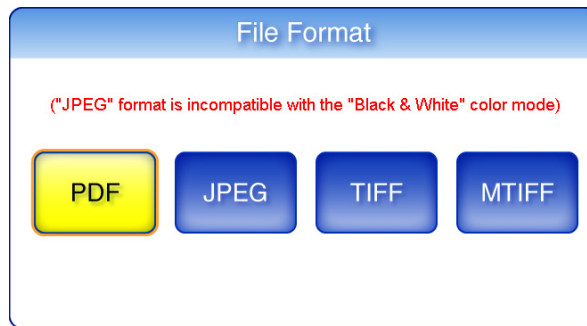 File Format
("JPEG" format is incompatible with the "Black & White" color mode)
PDF JPEG TIFF MTIFF